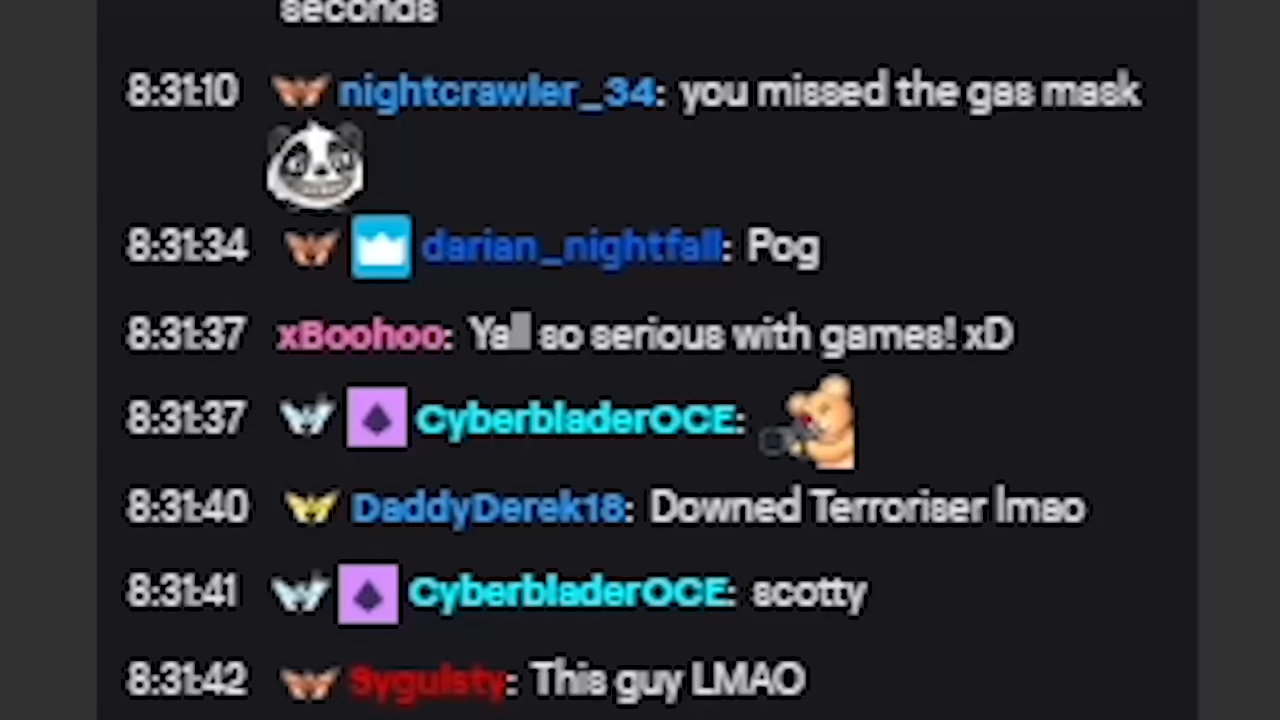 seconds
8:31:10 nightcrawler_34: you missed the gas mask
8:31:34 darian_nightfall: Pog
8:31:37 xBoohoo: Yall so serious with games! xD
8:31:37 CyberbladerOCE:
8:31:40 DaddyDerek18: Downed Terroriser lmao
8:31:41 CyberbladerOCE: scotty
8:31:42 This guy LMAO